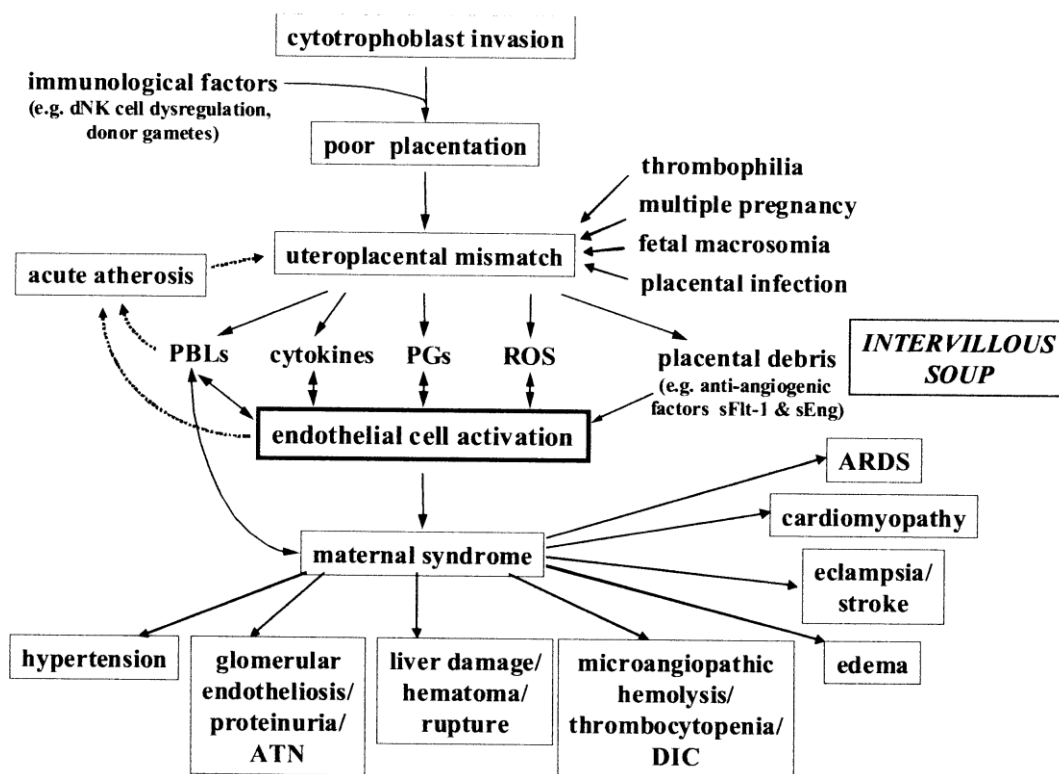 cytotrophoblast invasion
immunological factors
(e.g. dNK cell dysregulation,
donor gametes)
poor placentation
thrombophilia
multiple pregnancy
fetal macrosomia
placental infection
uteroplacental mismatch
acute atherosis
PBLs
cytokines
PGs
ROS
placental debris
(e.g. anti-angiogenic
factors sFlt-1 & sEng)
INTERVILLOUS
SOUP
endothelial cell activation
ARDS
cardiomyopathy
maternal syndrome
eclampsia/
stroke
hypertension
glomerular
endotheliosis/
proteinuria/
ATN
liver damage/
hematoma/
rupture
microangiopathic
hemolysis/
thrombocytopenia/
DIC
edema